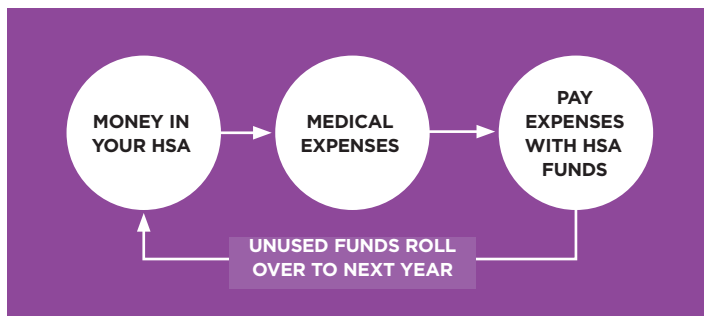 MONEY IN
YOUR HSA
MEDICAL
EXPENSES
PAY
EXPENSES
WITH HSA
FUNDS
UNUSED FUNDS ROLL
OVER TO NEXT YEAR